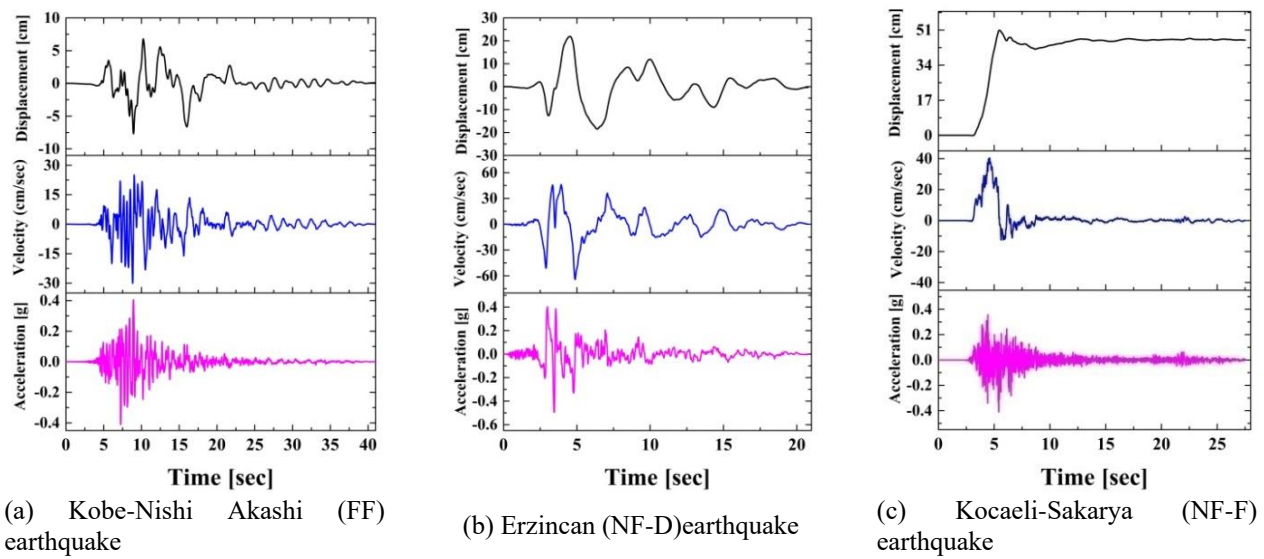 10
5
0
-5
-10
Displacement [cm]
30
15
0
-15
-30
Velocity (cm/sec)
0.4
0.2
0.0
-0.2
-0.4
Acceleration [g]
0 5 10 15 20 25 30 35 40
Time [sec]
(a) Kobe-Nishi Akashi (FF)
earthquake
30
20
10
0
-10
-20
30
Displacement [cm]
60
30
0
-30
-60
Velocity (cm/sec)
0.4
0.2
0.0
-0.2
-0.4
-0.6
Acceleration [g]
0 5 10 15 20
Time [sec]
(b) Erzincan (NF-D)earthquake
51
34
17
0
Displacement [cm]
40
20
0
-20
-40
Velocity (cm/sec)
0.4
0.2
0.0
-0.2
-0.4
Acceleration [g]
0 5 10 15 20 25
Time [sec]
(c) Kocaeli-Sakarya (NF-F)
earthquake